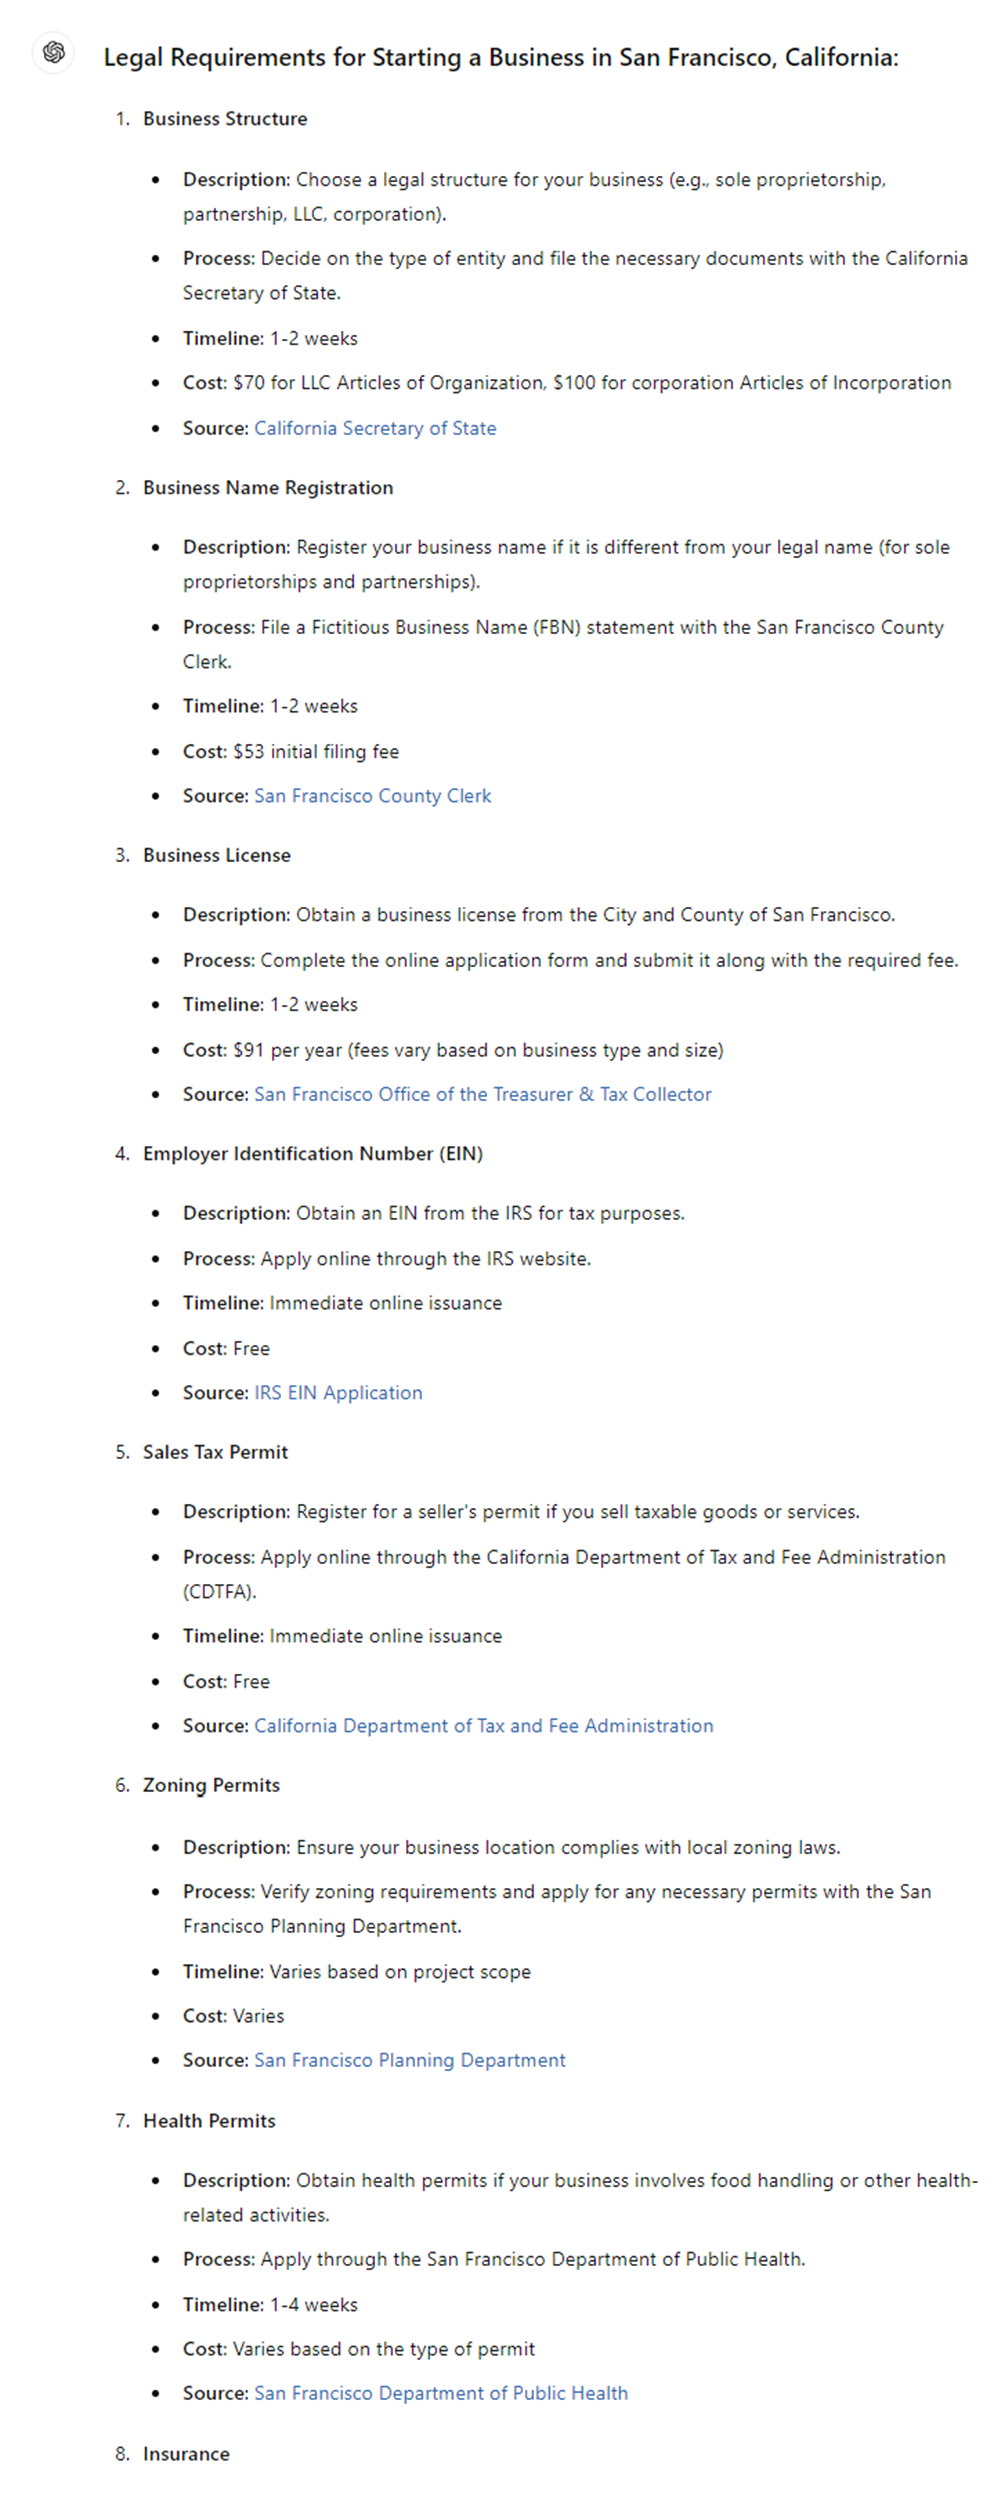 Legal Requirements for Starting a Business in San Francisco, California:
1. Business Structure
• Description: Choose a legal structure for your business (e.g., sole proprietorship,
partnership, LLC, corporation).
• Process: Decide on the type of entity and file the necessary documents with the California
Secretary of State.
• Timeline: 1-2 weeks
• Cost: $70 for LLC Articles of Organization, $100 for corporation Articles of Incorporation
• Source: California Secretary of State
2. Business Name Registration
• Description: Register your business name if it is different from your legal name (for sole
proprietorships and partnerships).
• Process: File a Fictitious Business Name (FBN) statement with the San Francisco County
Clerk.
• Timeline: 1-2 weeks
• Cost: $53 initial filing fee
• Source: San Francisco County Clerk
3. Business License
• Description: Obtain a business license from the City and County of San Francisco.
• Process: Complete the online application form and submit it along with the required fee.
• Timeline: 1-2 weeks
• Cost: $91 per year (fees vary based on business type and size)
• Source: San Francisco Office of the Treasurer & Tax Collector
4. Employer Identification Number (EIN)
• Description: Obtain an EIN from the IRS for tax purposes.
• Process: Apply online through the IRS website.
• Timeline: Immediate online issuance
• Cost: Free
• Source: IRS EIN Application
5. Sales Tax Permit
• Description: Register for a seller's permit if you sell taxable goods or services.
• Process: Apply online through the California Department of Tax and Fee Administration
(CDTFA).
• Timeline: Immediate online issuance
• Cost: Free
• Source: California Department of Tax and Fee Administration
6. Zoning Permits
• Description: Ensure your business location complies with local zoning laws.
• Process: Verify zoning requirements and apply for any necessary permits with the San
Francisco Planning Department.
• Timeline: Varies based on project scope
• Cost: Varies
• Source: San Francisco Planning Department
7. Health Permits
• Description: Obtain health permits if your business involves food handling or other health-
related activities.
• Process: Apply through the San Francisco Department of Public Health.
• Timeline: 1-4 weeks
• Cost: Varies based on the type of permit
• Source: San Francisco Department of Public Health
8. Insurance